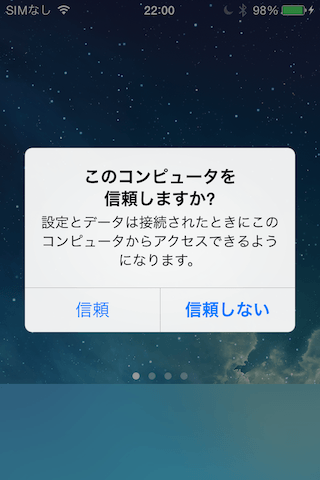 SIMなし 22:00 98%
このコンピュータを
信頼しますか?
設定とデータは接続されたときにこの
コンピュータからアクセスできるよう
になります。
信頼 信頼しない